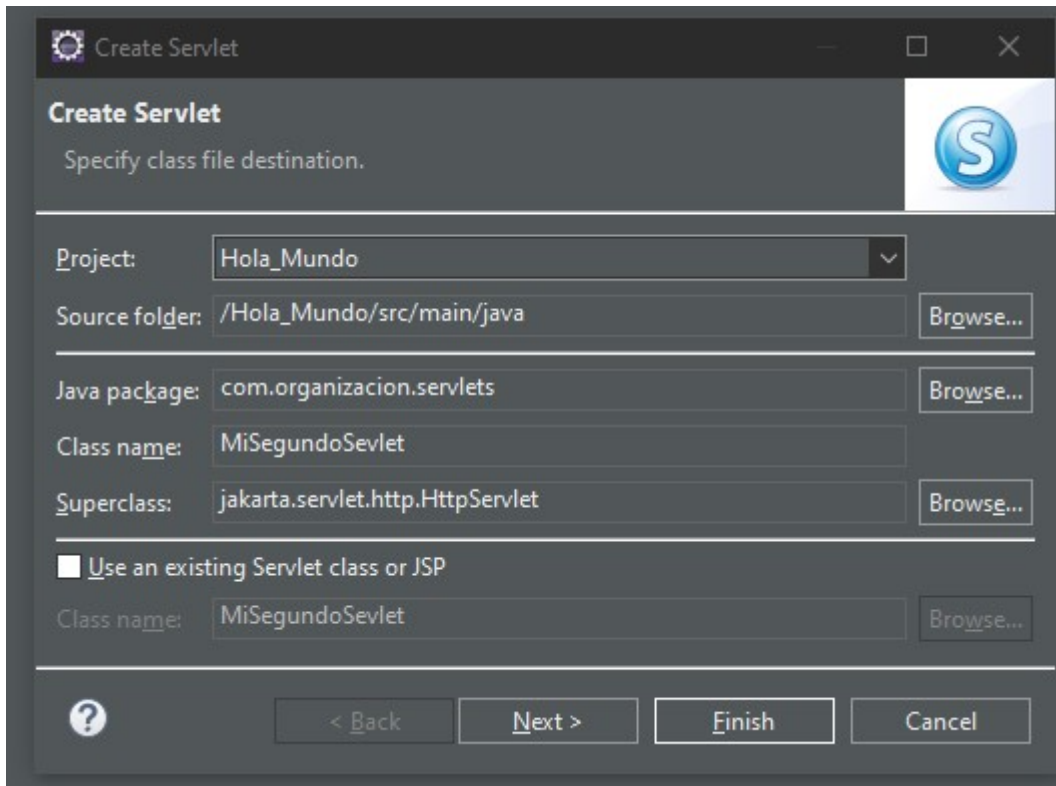 Create Servlet
Create Servlet
Specify class file destination.
S
Project: Hola_Mundo
Source folder: /Hola_Mundo/src/main/java Browse...
Java package: com.organizacion.servlets Browse...
Class name: MiSegundoSevlet
Superclass: jakarta.servlet.http.HttpServlet Browse...
Use an existing Servlet class or JSP
Class name: MiSegundoSevlet Browse...
? < Back Next > Finish Cancel